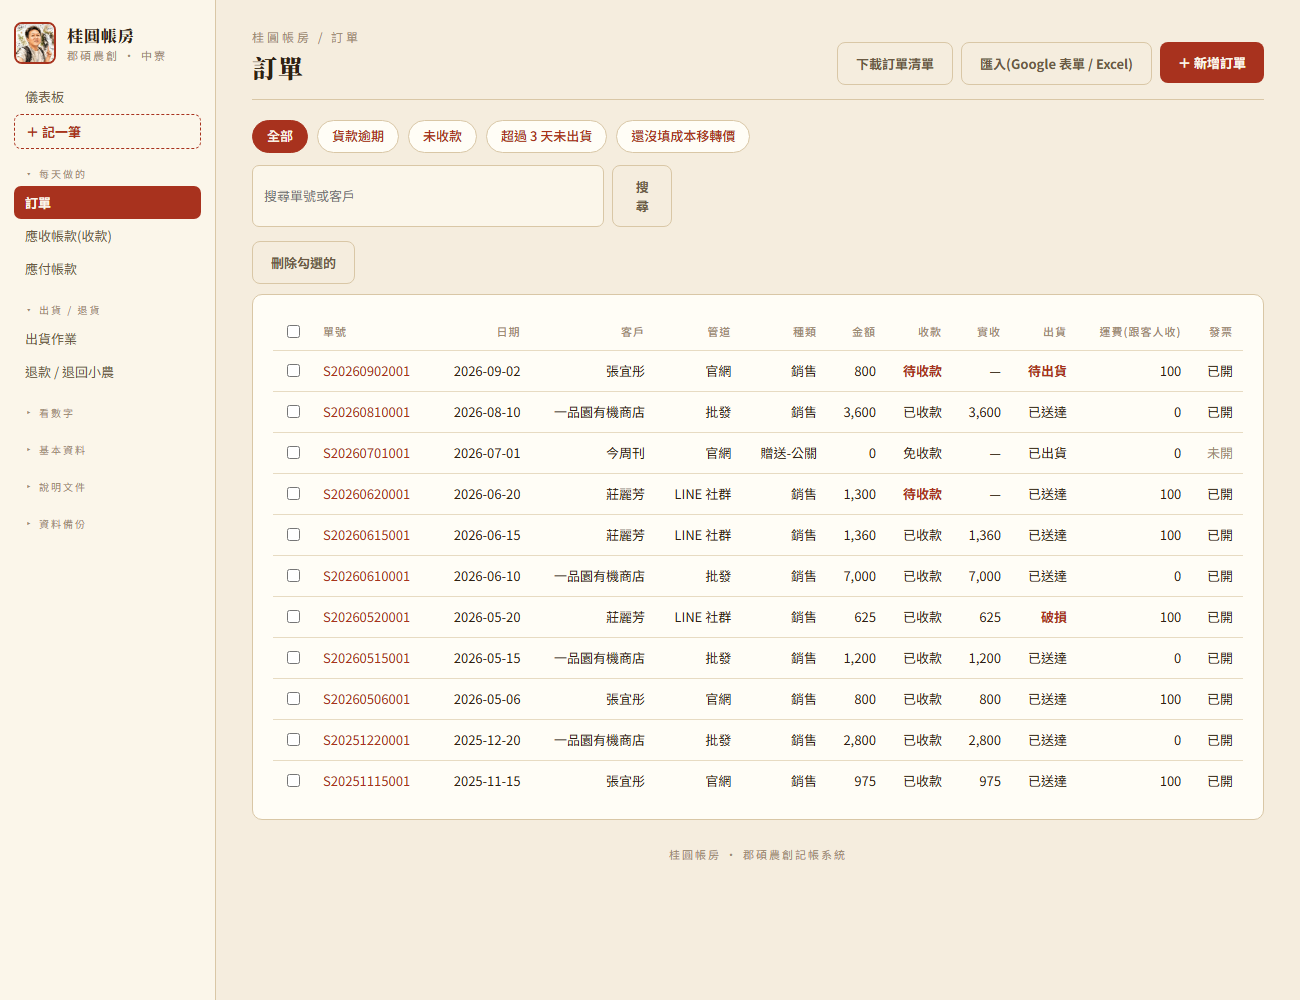 桂圓帳房
郡碩農創 · 中寮
儀表板
＋ 記一筆
每天做的
訂單
應收帳款(收款)
應付帳款
出貨 / 退貨
出貨作業
退款 / 退回小農
看數字
基本資料
說明文件
資料備份
桂圓帳房 / 訂單
訂單
下載訂單清單
匯入(Google 表單 / Excel)
＋ 新增訂單
全部 貨款逾期 未收款 超過 3 天未出貨 還沒填成本移轉價
搜尋單號或客戶
搜
尋
刪除勾選的
單號 日期 客戶 管道 種類 金額 收款 實收 出貨 運費(跟客人收) 發票
S20260902001 2026-09-02 張宜彤 官網 銷售 800 待收款 — 待出貨 100 已開
S20260810001 2026-08-10 一品園有機商店 批發 銷售 3,600 已收款 3,600 已送達 0 已開
S20260701001 2026-07-01 今周刊 官網 贈送-公關 0 免收款 — 已出貨 0 未開
S20260620001 2026-06-20 莊麗芳 LINE 社群 銷售 1,300 待收款 — 已送達 100 已開
S20260615001 2026-06-15 莊麗芳 LINE 社群 銷售 1,360 已收款 1,360 已送達 100 已開
S20260610001 2026-06-10 一品園有機商店 批發 銷售 7,000 已收款 7,000 已送達 0 已開
S20260520001 2026-05-20 莊麗芳 LINE 社群 銷售 625 已收款 625 破損 100 已開
S20260515001 2026-05-15 一品園有機商店 批發 銷售 1,200 已收款 1,200 已送達 0 已開
S20260506001 2026-05-06 張宜彤 官網 銷售 800 已收款 800 已送達 100 已開
S20251220001 2025-12-20 一品園有機商店 批發 銷售 2,800 已收款 2,800 已送達 0 已開
S20251115001 2025-11-15 張宜彤 官網 銷售 975 已收款 975 已送達 100 已開
桂圓帳房 · 郡碩農創記帳系統